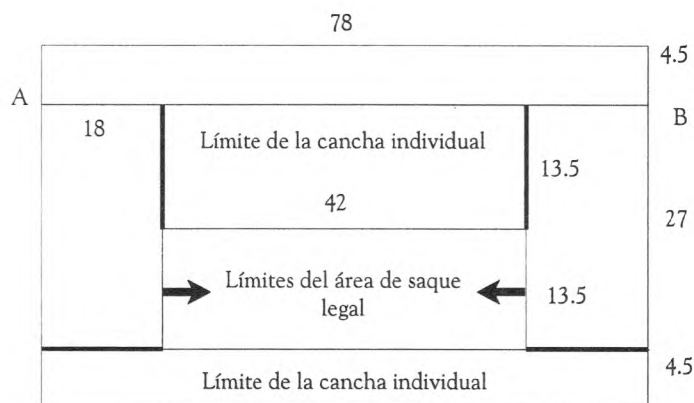 78
4.5
A
B
18
Límite de la cancha individual
13.5
42
27
Límites del área de saque
legal
13.5
4.5
Límite de la cancha individual